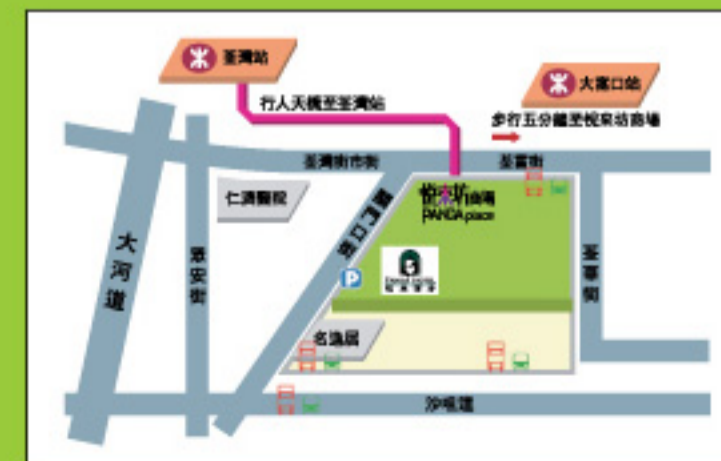 荃灣站
大窩口站
行人天橋至荃灣站
步行五分鐘至悅來坊商場
荃灣街市街
荃富街
仁濟醫院
悅來坊商場
PANDA place
關門口街
大河道
眾安街
荃華街
P
名逸居
沙咀道